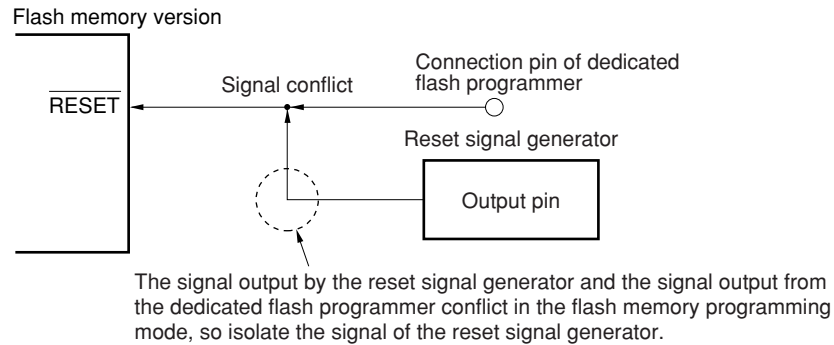 Flash memory version
Connection pin of dedicated
flash programmer
Signal conflict
RESET
Reset signal generator
Output pin
The signal output by the reset signal generator and the signal output from
the dedicated flash programmer conflict in the flash memory programming
mode, so isolate the signal of the reset signal generator.